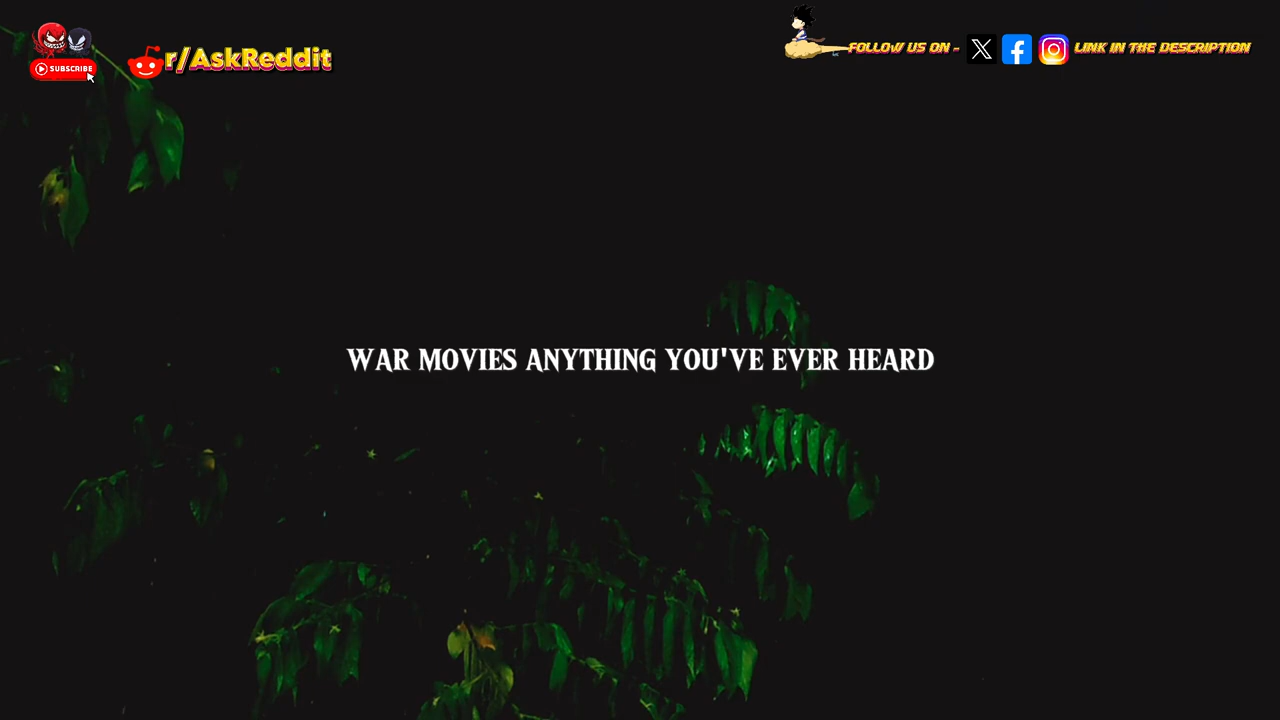 SUBSCRIBE
r/AskReddit
FOLLOW US ON -
LINK IN THE DESCRIPTION
WAR MOVIES ANYTHING YOU'VE EVER HEARD